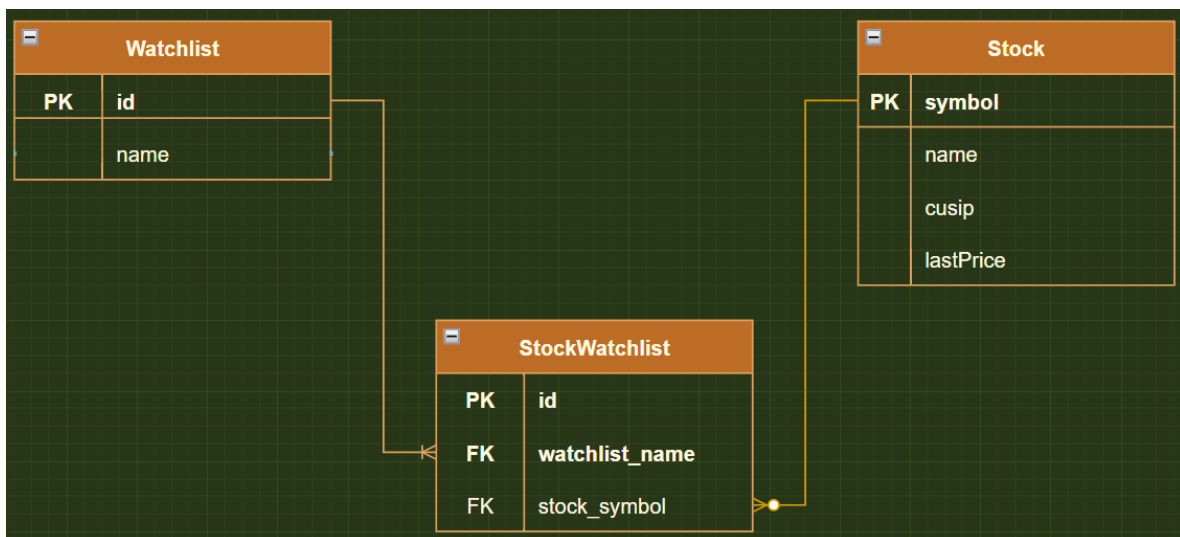 Watchlist
PK id
name
Stock
PK symbol
name
cusip
lastPrice
StockWatchlist
PK id
FK watchlist_name
FK stock_symbol